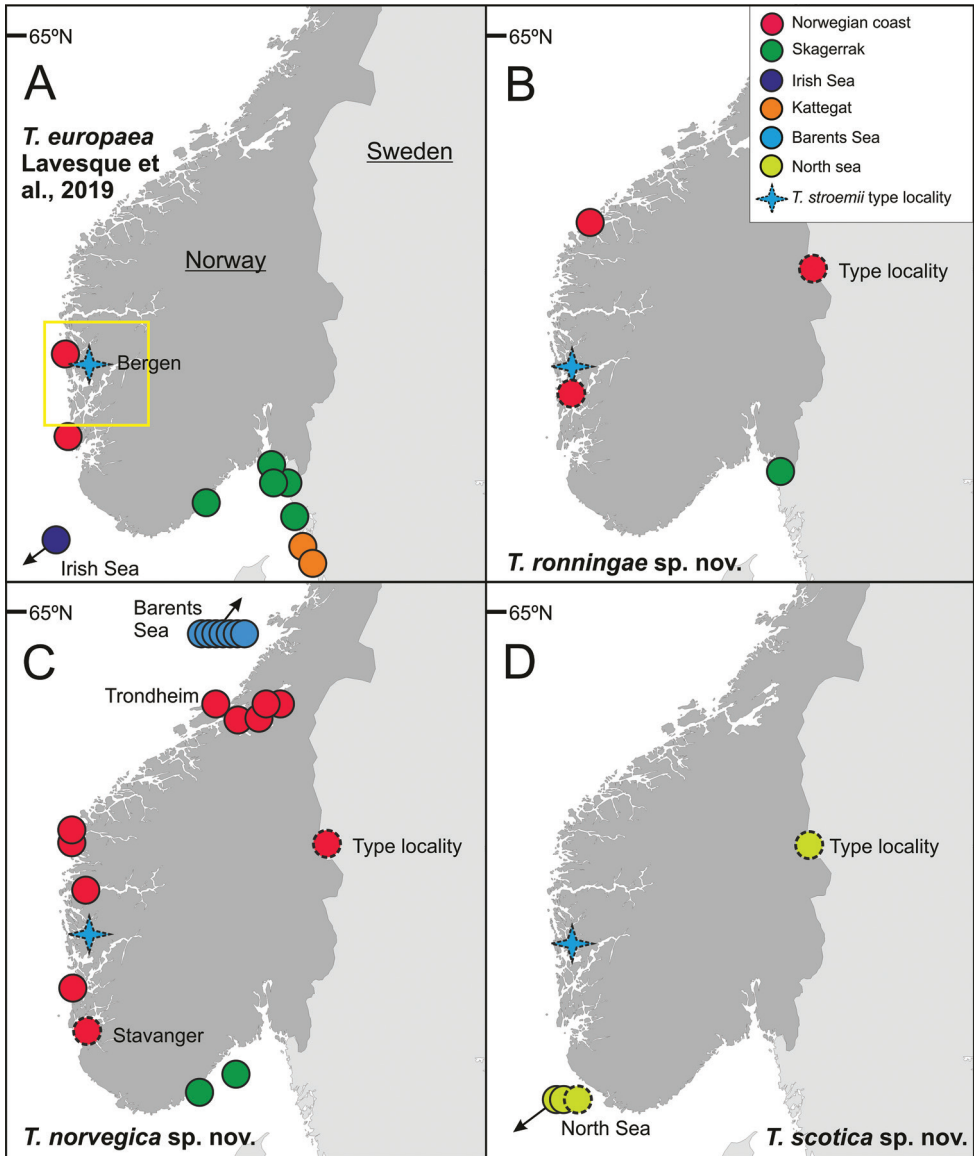 65ºN
A
T. europaea
Lavesque et
al., 2019
Sweden
Norway
Bergen
Irish Sea
65ºN
B
Norwegian coast
Skagerrak
Irish Sea
Kattegat
Barents Sea
North sea
T. stroemii type locality
Type locality
T. ronningae sp. nov.
65ºN
Barents
Sea
C
Trondheim
Type locality
Stavanger
T. norvegica sp. nov.
65ºN
D
Type locality
North Sea
T. scotica sp. nov.